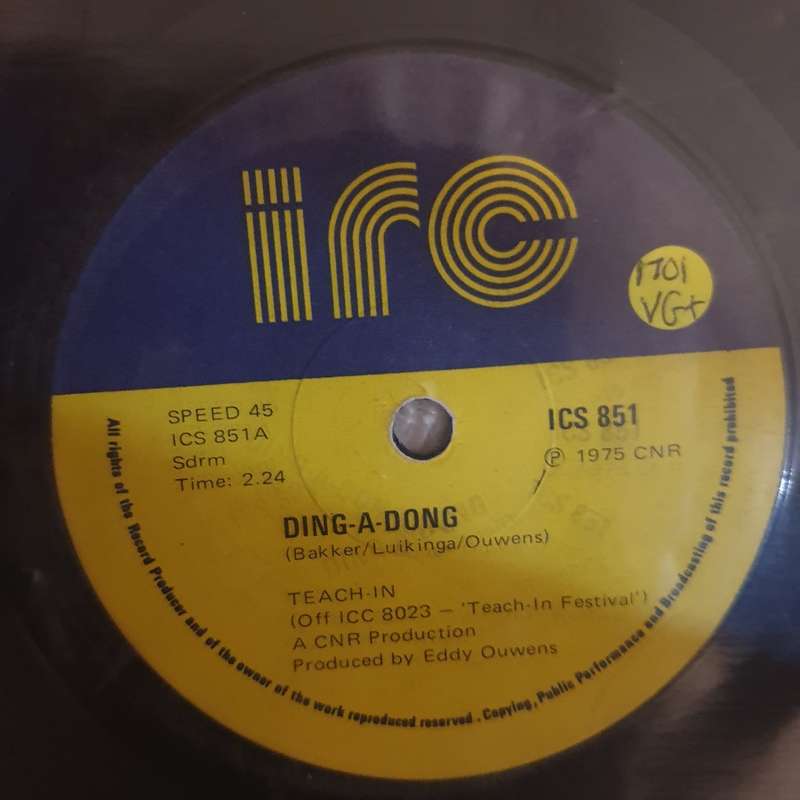 irc
1701
VG+
SPEED 45
ICS 851A
Sdrm
Time: 2.24
ICS 851
℗ 1975 CNR
DING-A-DONG
(Bakker/Luikinga/Ouwens)
TEACH-IN
(Off ICC 8023 – 'Teach-In Festival')
A CNR Production
Produced by Eddy Ouwens
All rights of the Record Producer and of the owner of the work reproduced reserved. Copying, Public Performance and Broadcasting of this record prohibited